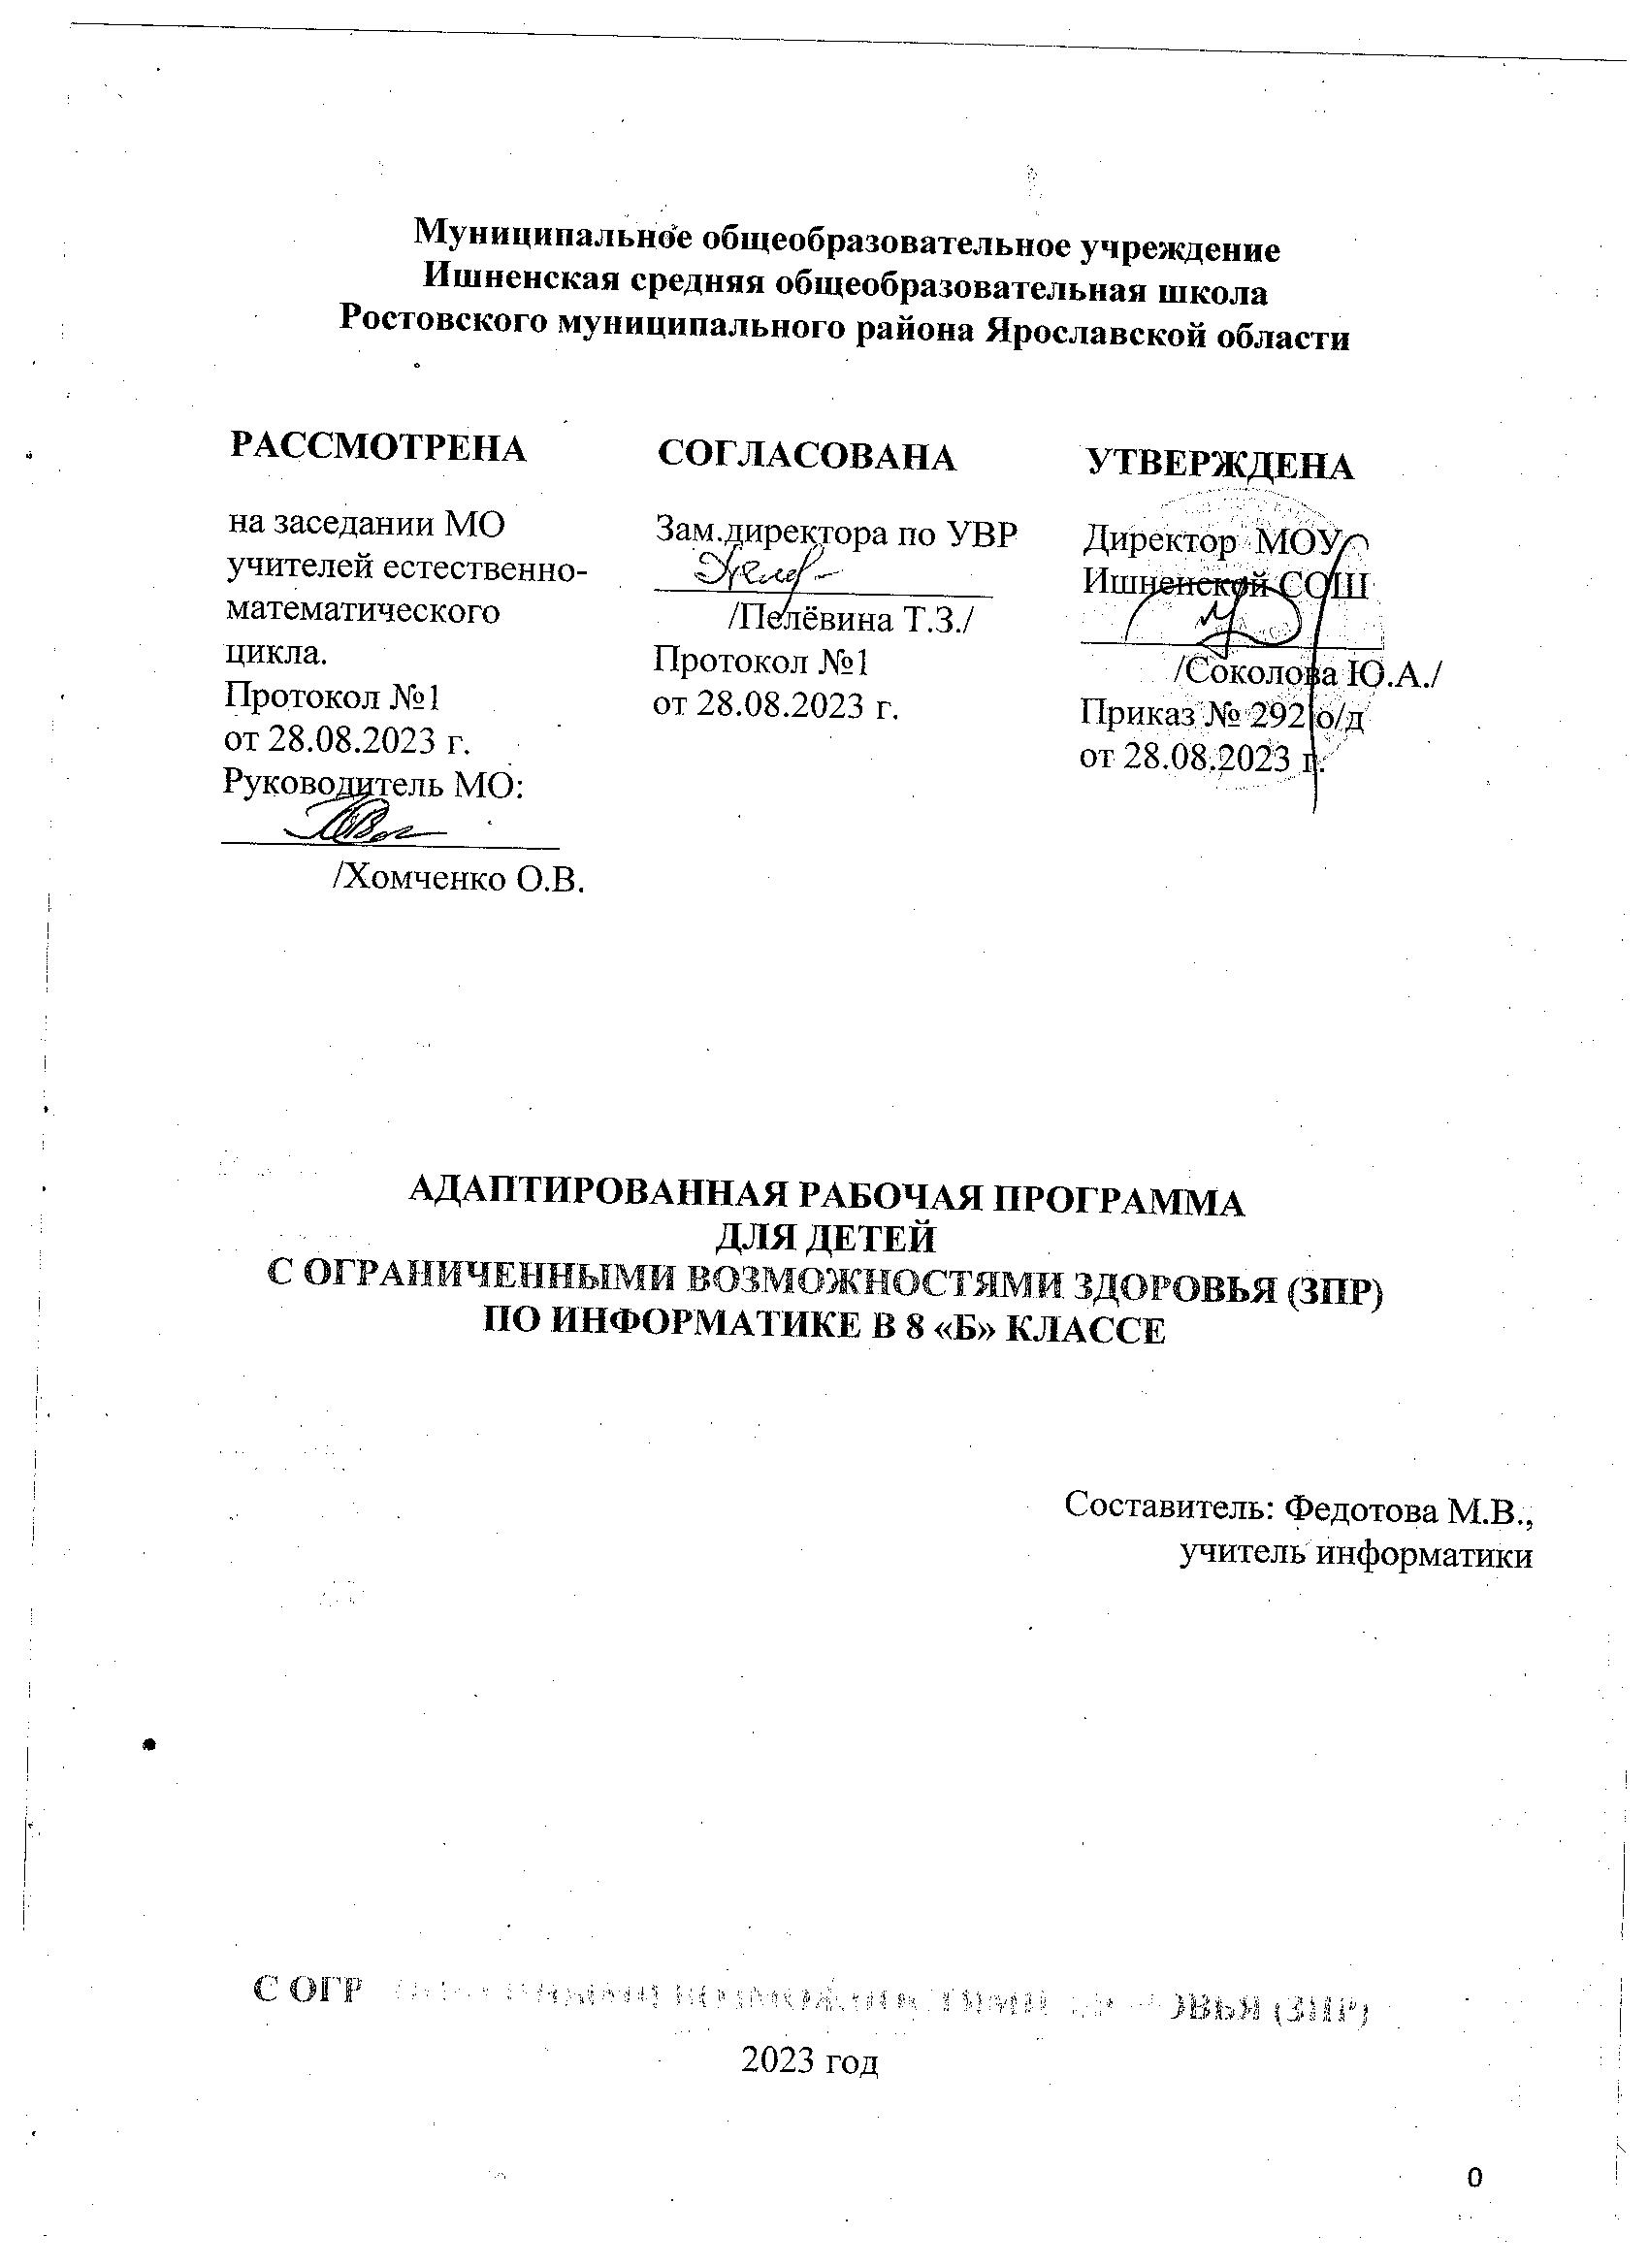 Муниципальное общеобразовательное учреждение
Ишненская средняя общеобразовательная школа
Ростовского муниципального района Ярославской области
РАССМОТРЕНА
на заседании МО
учителей естественно-
математического
цикла.
Протокол №1
от 28.08.2023 г.
Руководитель МО:
/Хомченко О.В.
СОГЛАСОВАНА
Зам.директора по УВР
/Пелёвина Т.З./
Протокол №1
от 28.08.2023 г.
УТВЕРЖДЕНА
Директор МОУ
Ишненской СОШ
/Соколова Ю.А./
Приказ № 292 о/д
от 28.08.2023 г.
АДАПТИРОВАННАЯ РАБОЧАЯ ПРОГРАММА
ДЛЯ ДЕТЕЙ
С ОГРАНИЧЕННЫМИ ВОЗМОЖНОСТЯМИ ЗДОРОВЬЯ (ЗПР)
ПО ИНФОРМАТИКЕ В 8 «Б» КЛАССЕ
Составитель: Федотова М.В.,
учитель информатики
С ОГР ОВЬЯ (ЗПР)
2023 год
0